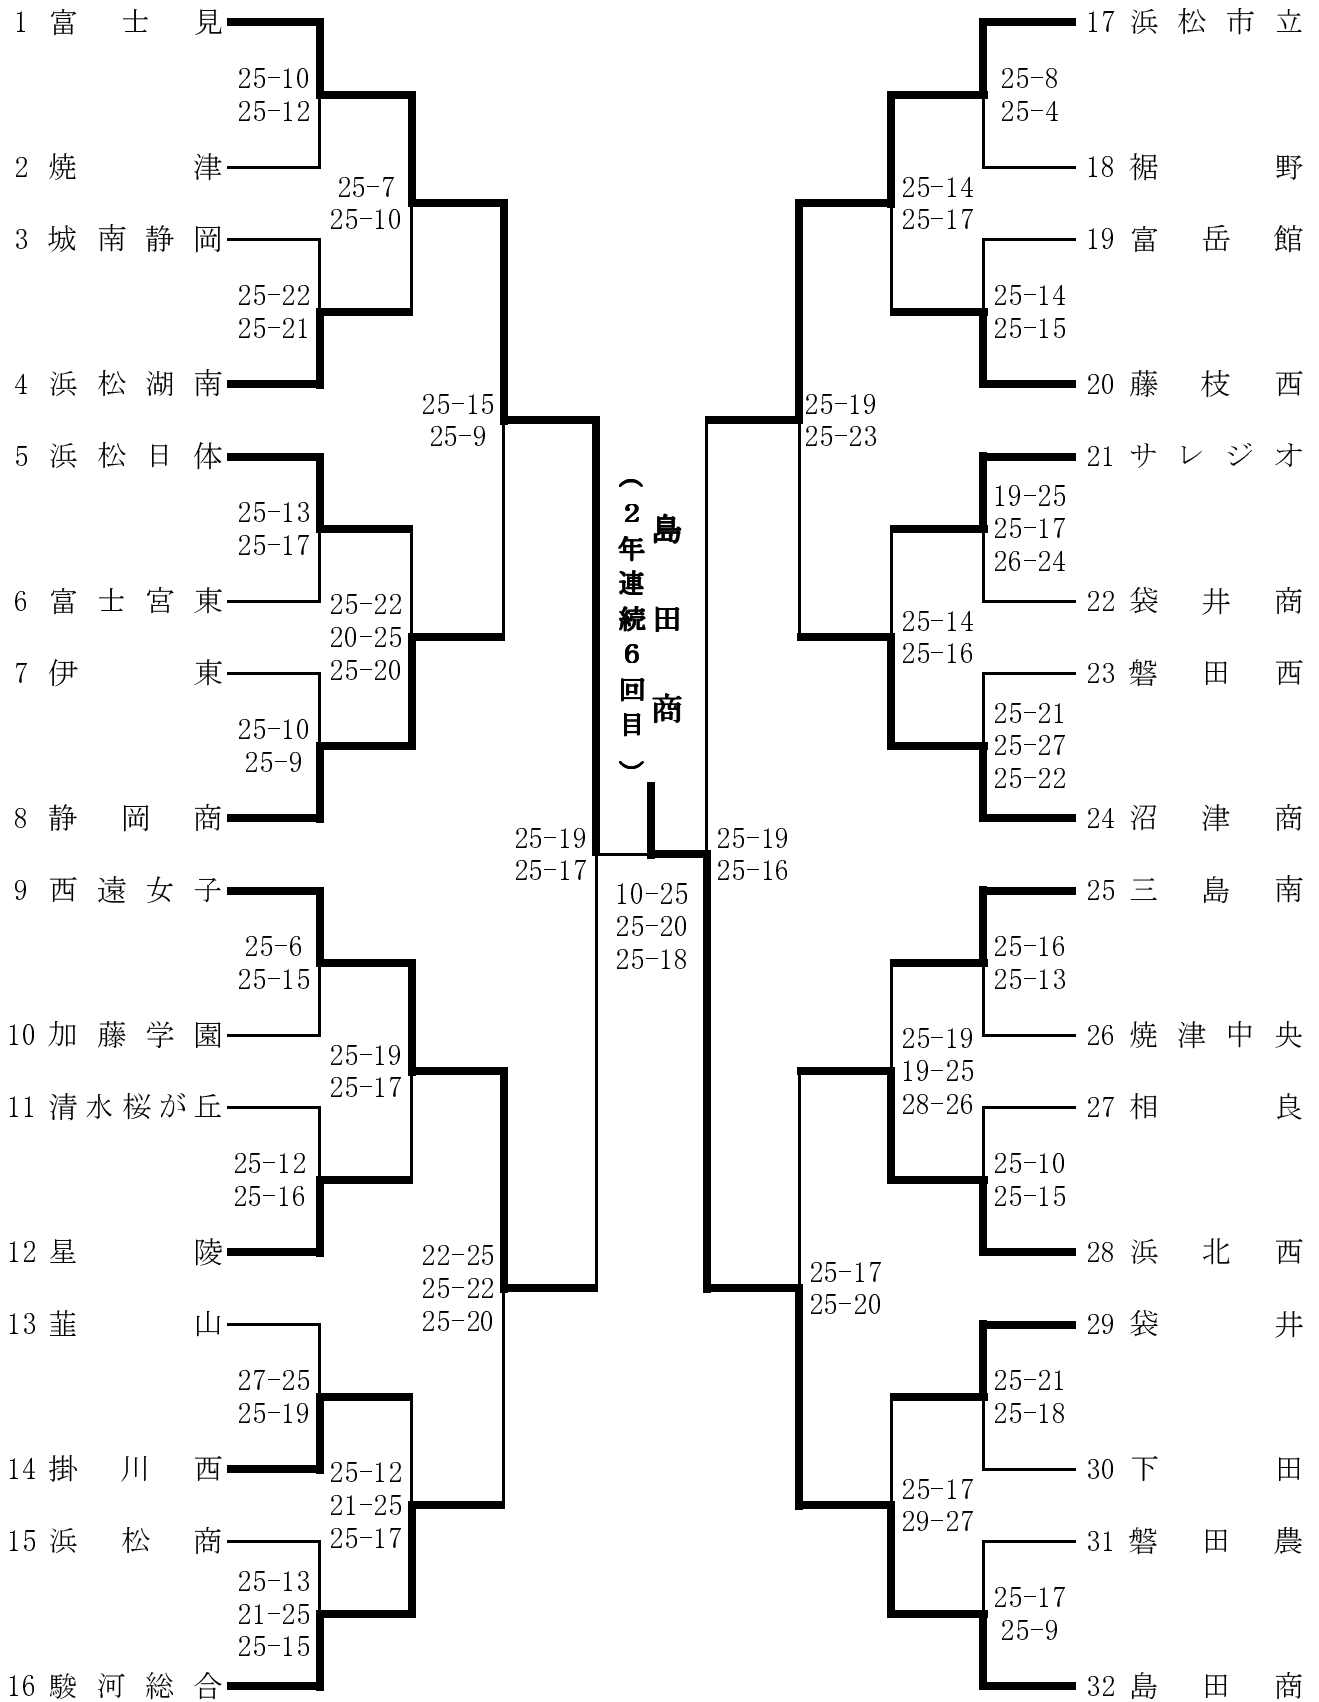 1 富士見
25-10
25-12
2 焼津
25-7
25-10
3 城南静岡
25-22
25-21
4 浜松湖南
25-15
25-9
5 浜松日体
25-13
25-17
6 富士宮東
25-22
20-25
25-20
7 伊東
25-10
25-9
8 静岡商
25-19
25-17
9 西遠女子
25-6
25-15
10 加藤学園
25-19
25-17
11 清水桜が丘
25-12
25-16
12 星陵
22-25
25-22
25-20
13 韮山
27-25
25-19
14 掛川西
25-12
21-25
25-17
15 浜松商
25-13
21-25
25-15
16 駿河総合
島田商
(2年連続6回目)
10-25
25-20
25-18
17 浜松市立
25-8
25-4
18 裾野
25-14
25-17
19 富岳館
25-14
25-15
20 藤枝西
25-19
25-23
21 サレジオ
19-25
25-17
26-24
22 袋井商
25-14
25-16
23 磐田西
25-21
25-27
25-22
24 沼津商
25-19
25-16
25 三島南
25-16
25-13
26 焼津中央
25-19
19-25
28-26
27 相良
25-10
25-15
28 浜北西
25-17
25-20
29 袋井
25-21
25-18
30 下田
25-17
29-27
31 磐田農
25-17
25-9
32 島田商